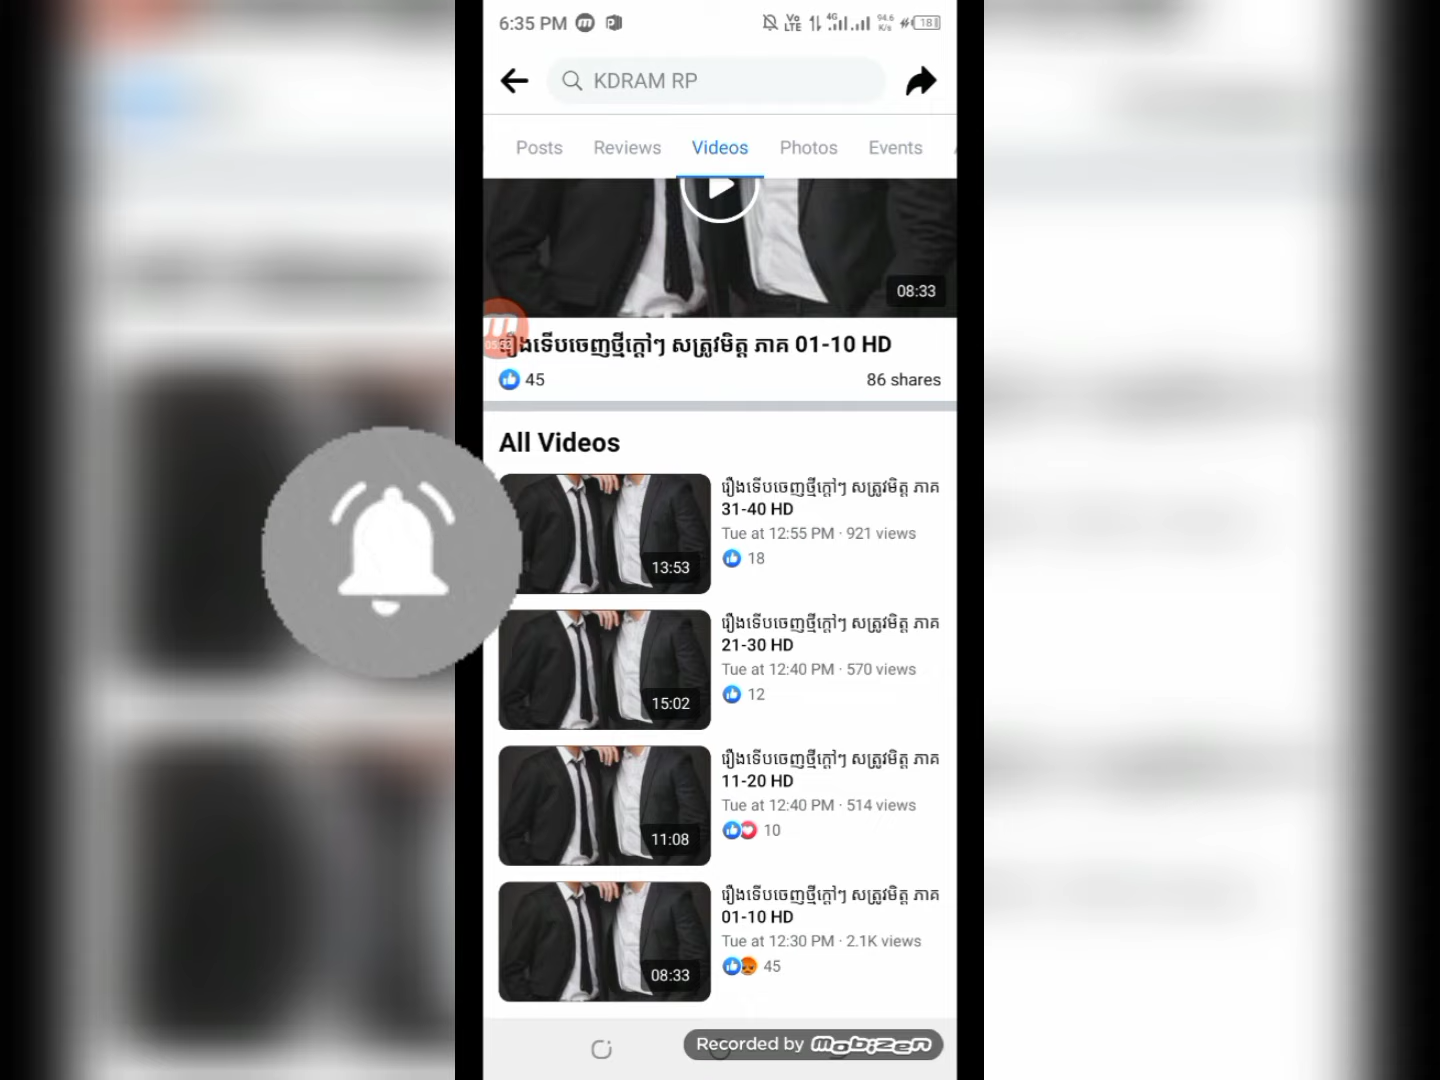 6:35 PM
Vo LTE 4G 94.6 K/s 18
KDRAM RP
Posts Reviews Videos Photos Events
08:33
05:32
រឿងទើបចេញថ្មីក្ដៅៗ សត្រូវមិត្ត ភាគ 01-10 HD
45 86 shares
All Videos
រឿងទើបចេញថ្មីក្ដៅៗ សត្រូវមិត្ត ភាគ
31-40 HD
Tue at 12:55 PM · 921 views
13:53
18
រឿងទើបចេញថ្មីក្ដៅៗ សត្រូវមិត្ត ភាគ
21-30 HD
Tue at 12:40 PM · 570 views
15:02
12
រឿងទើបចេញថ្មីក្ដៅៗ សត្រូវមិត្ត ភាគ
11-20 HD
Tue at 12:40 PM · 514 views
11:08
10
រឿងទើបចេញថ្មីក្ដៅៗ សត្រូវមិត្ត ភាគ
01-10 HD
Tue at 12:30 PM · 2.1K views
08:33
45
Recorded by mobizen